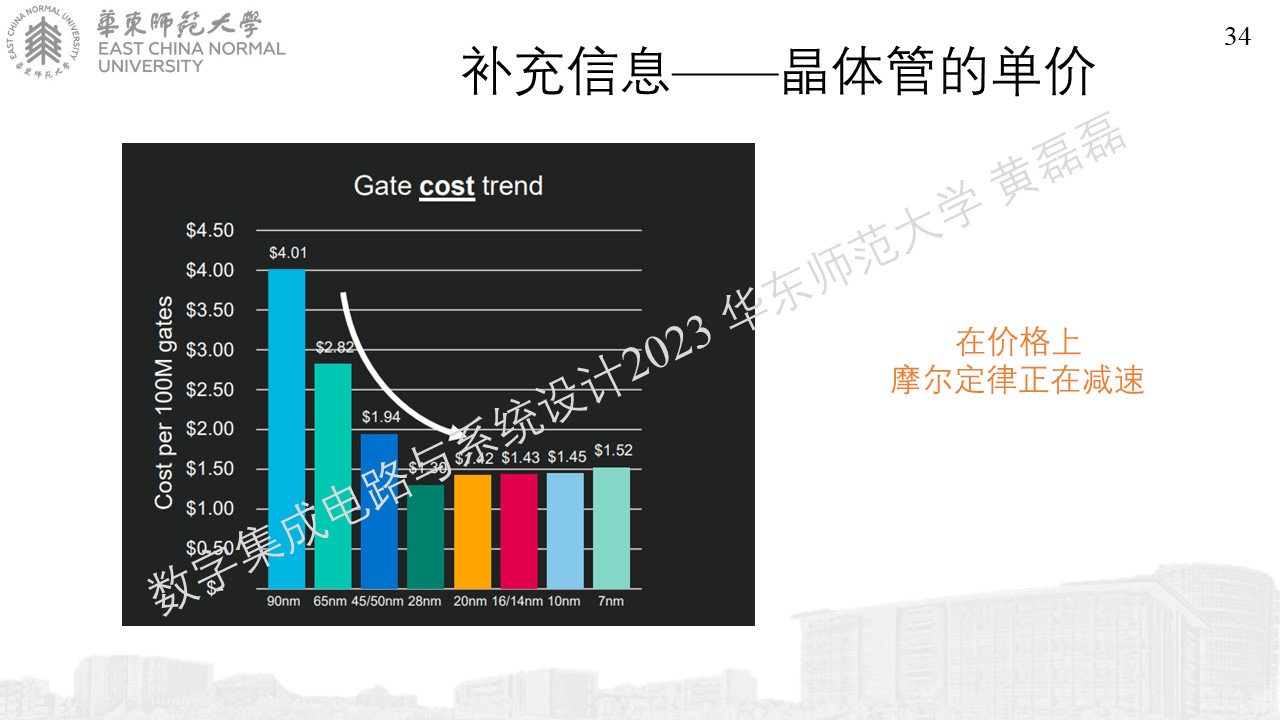 華東師範大學
EAST CHINA NORMAL
UNIVERSITY
EAST CHINA NORMAL UNIVERSITY
華東師范大學
34
补充信息——晶体管的单价
Gate cost trend
Cost per 100M gates
$4.50
$4.00
$3.50
$3.00
$2.50
$2.00
$1.50
$1.00
$0.50
$-
$4.01
$2.82
$1.94
$1.30
$1.42
$1.43
$1.45
$1.52
90nm 65nm 45/50nm 28nm 20nm 16/14nm 10nm 7nm
在价格上
摩尔定律正在减速
数字集成电路与系统设计2023 华东师范大学 黄磊磊